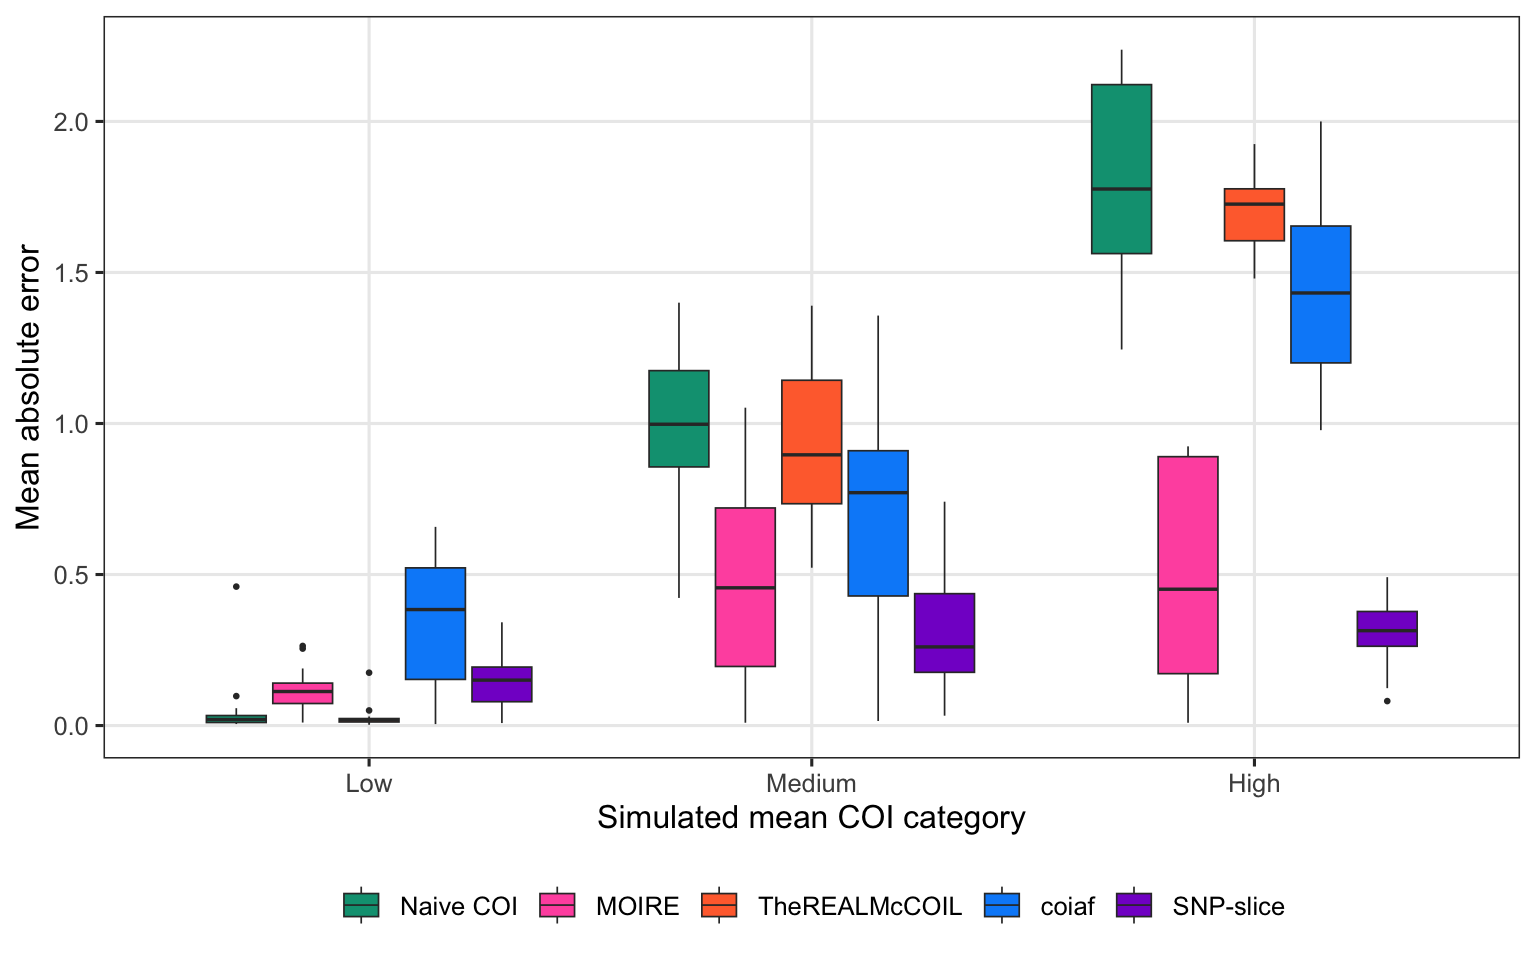 Mean absolute error
2.0
1.5
1.0
0.5
0.0
Low Medium High
Simulated mean COI category
Naive COI MOIRE TheREALMcCOIL coiaf SNP-slice